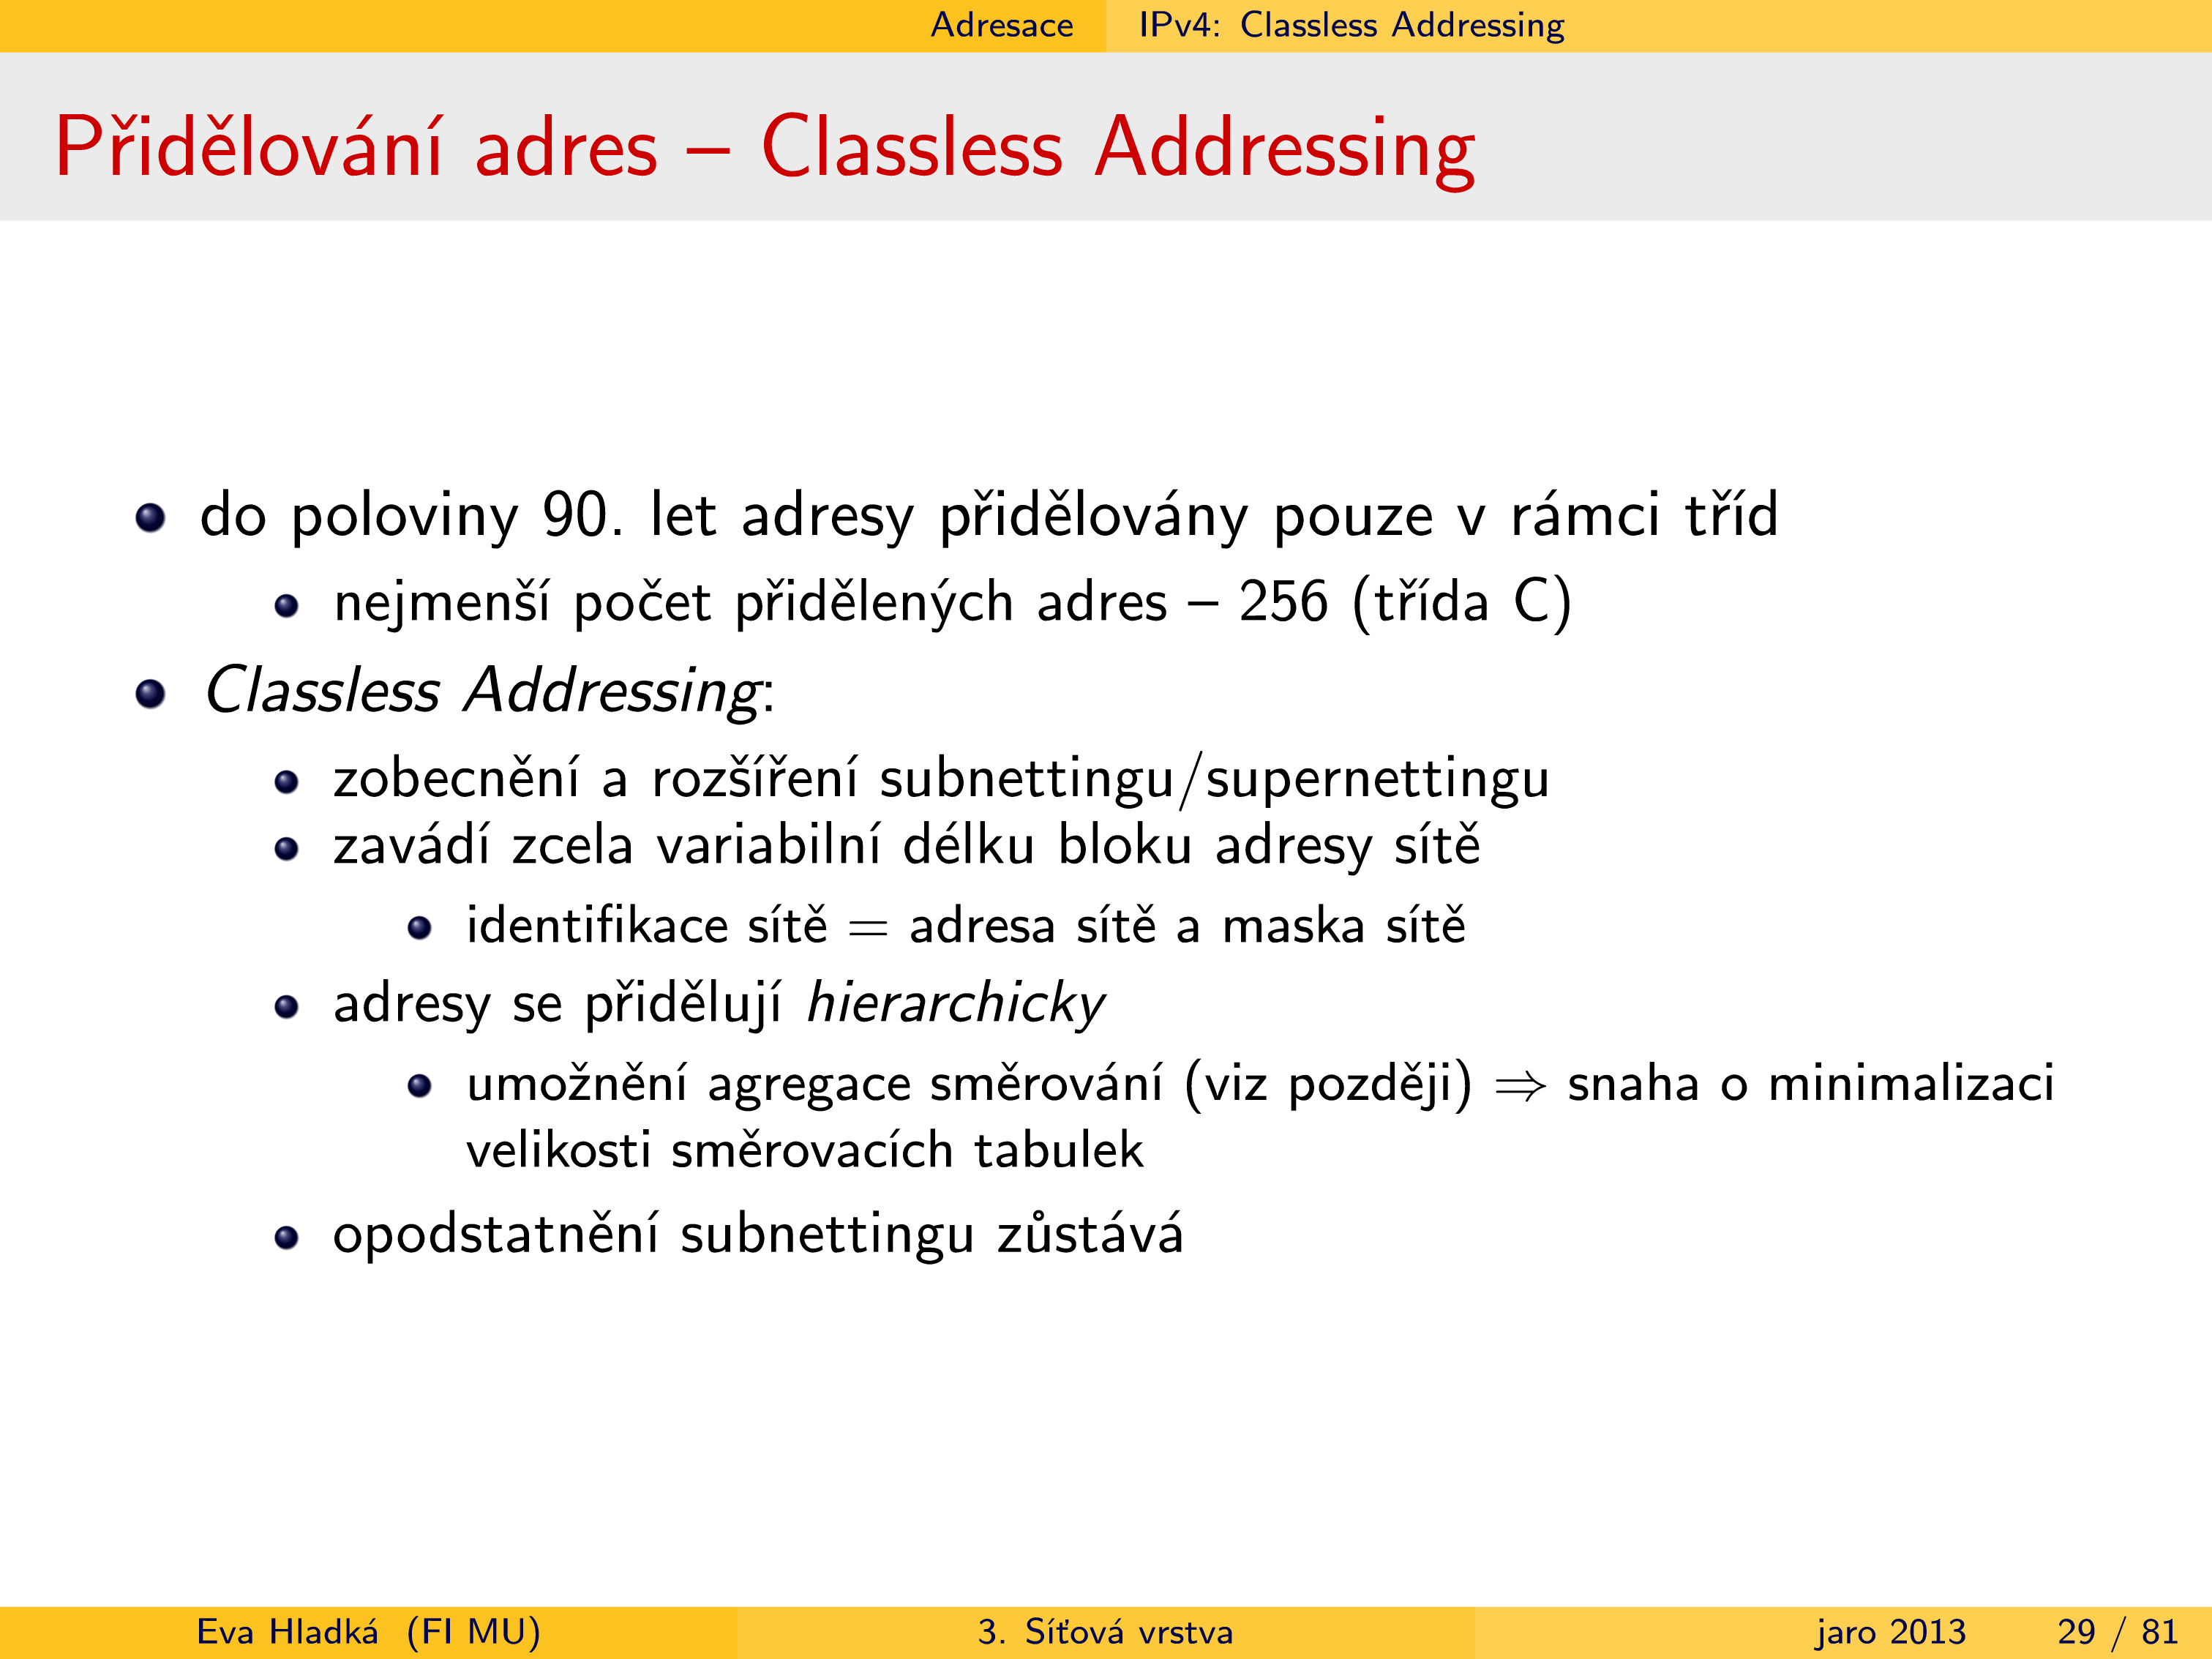 Adresace IPv4: Classless Addressing
Přidělování adres – Classless Addressing
do poloviny 90. let adresy přidělovány pouze v rámci tříd
nejmenší počet přidělených adres – 256 (třída C)
Classless Addressing:
zobecnění a rozšíření subnettingu/supernettingu
zavádí zcela variabilní délku bloku adresy sítě
identifikace sítě = adresa sítě a maska sítě
adresy se přidělují hierarchicky
umožnění agregace směrování (viz později) ⇒ snaha o minimalizaci
velikosti směrovacích tabulek
opodstatnění subnettingu zůstává
Eva Hladká (FI MU) 3. Síťová vrstva jaro 2013 29 / 81